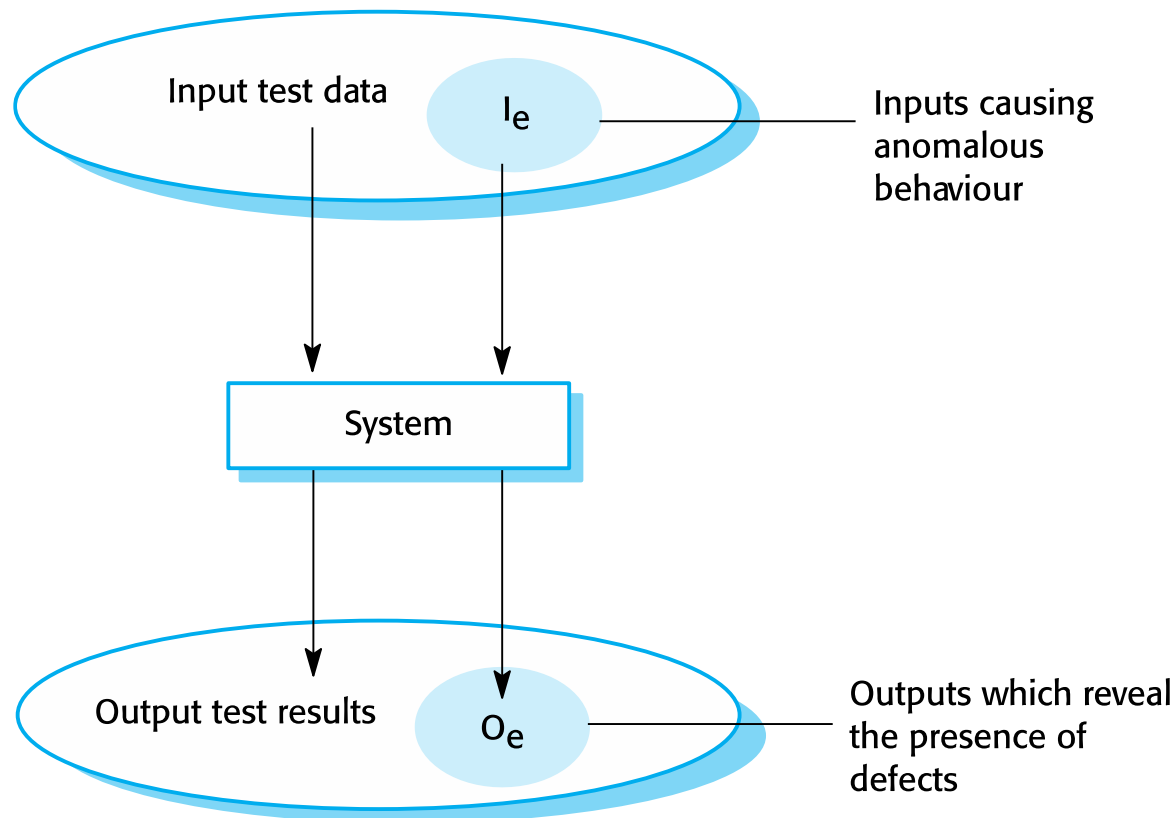 Input test data
Iₑ
Inputs causing
anomalous
behaviour
System
Output test results
Oₑ
Outputs which reveal
the presence of
defects